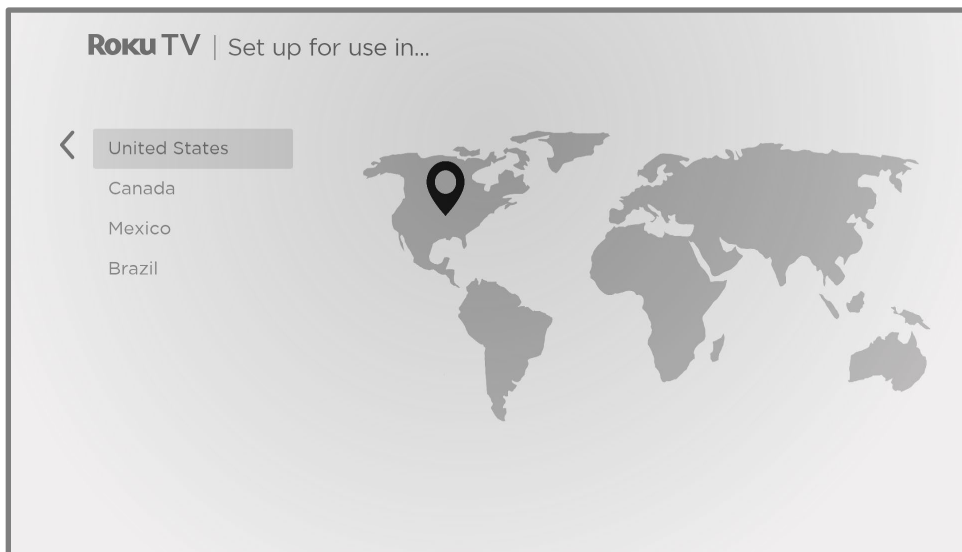 Roku TV | Set up for use in...
United States
Canada
Mexico
Brazil